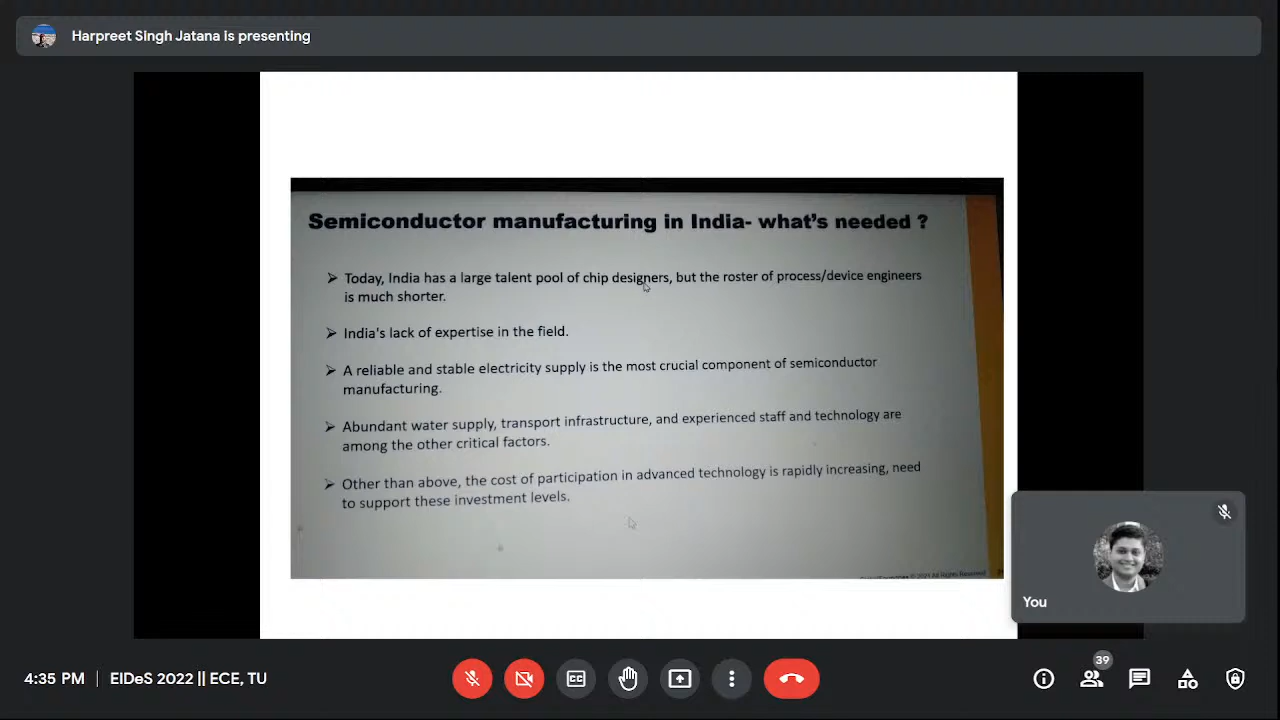 Harpreet Singh Jatana is presenting
Semiconductor manufacturing in India- what's needed ?
➢ Today, India has a large talent pool of chip designers, but the roster of process/device engineers
is much shorter.
➢ India's lack of expertise in the field.
➢ A reliable and stable electricity supply is the most crucial component of semiconductor
manufacturing.
➢ Abundant water supply, transport infrastructure, and experienced staff and technology are
among the other critical factors.
➢ Other than above, the cost of participation in advanced technology is rapidly increasing, need
to support these investment levels.
All Rights Reserved
You
4:35 PM | EIDeS 2022 || ECE, TU
CC
39